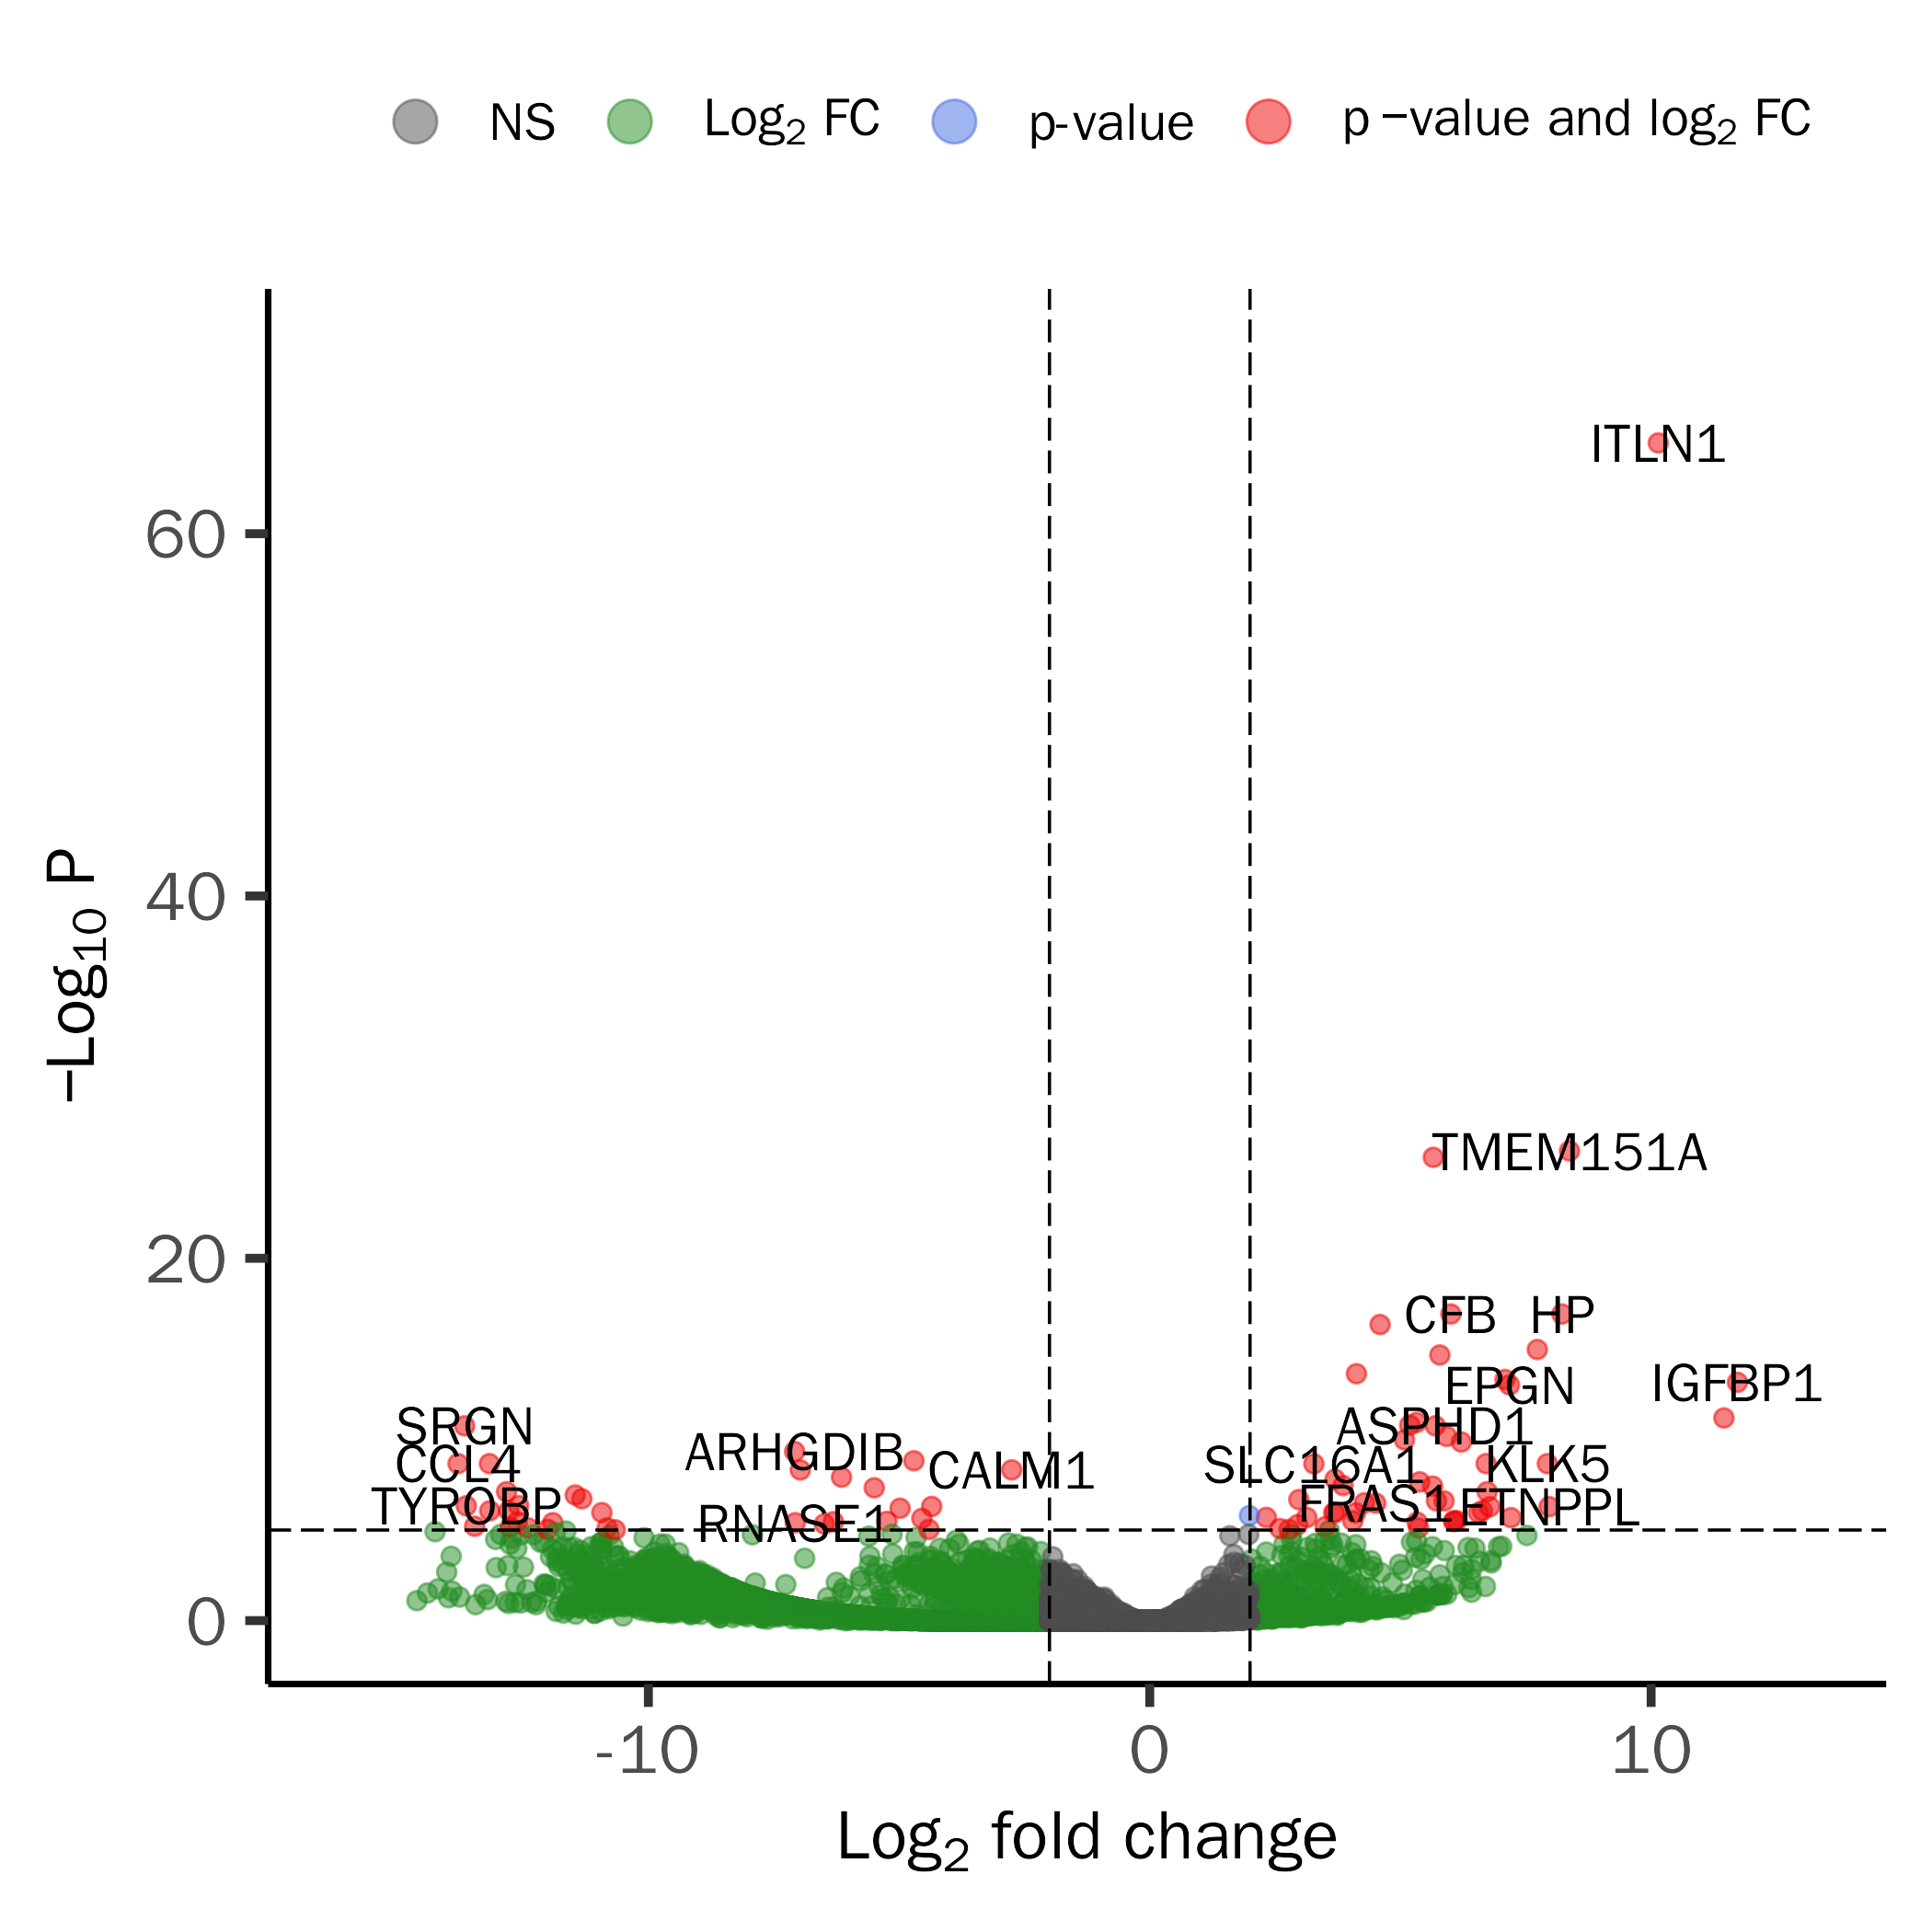 NS
Log2 FC
p-value
p −value and log2 FC
−Log10 P
60
40
20
0
ITLN1
TMEM151A
CFB
HP
EPGN
IGFBP1
SRGN
ASPHD1
CCL4
ARHGDIB
CALM1
SLC16A1
KLK5
TYROBP
RNASE1
FRAS1
ETNPPL
-10
0
10
Log2 fold change